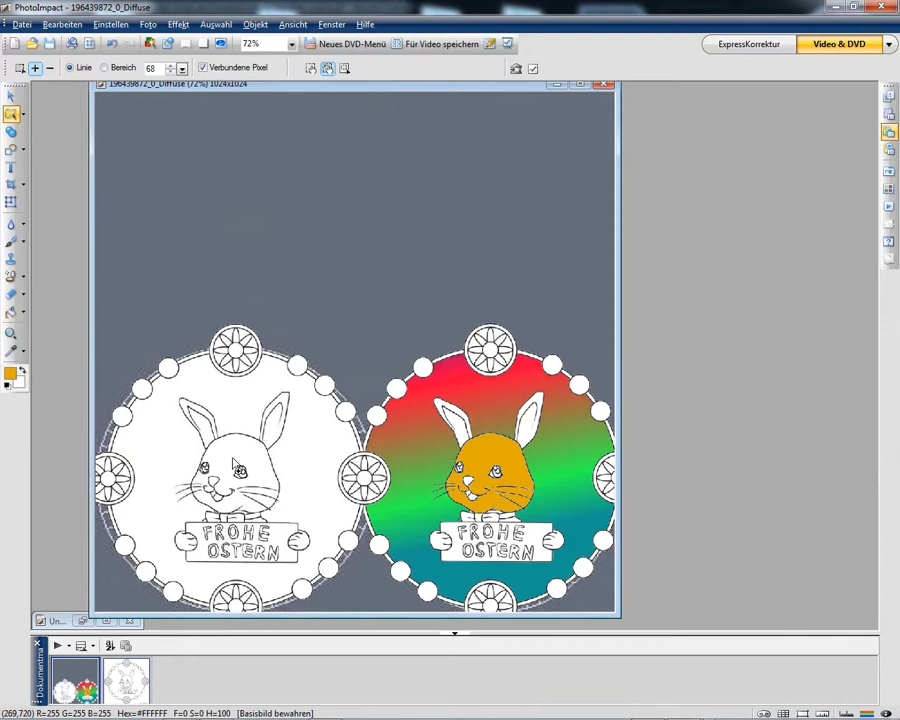 PhotoImpact - 196439872_0_Diffuse
Datei Bearbeiten Einstellen Foto Effekt Auswahl Objekt Ansicht Fenster Hilfe
72% Neues DVD-Menü Für Video speichern ExpressKorrektur Video & DVD
Linie Bereich 68 Verbundene Pixel
196439872_0_Diffuse (72%) 1024x1024
FROHE
OSTERN
FROHE
OSTERN
Un...
Dokumentma
(269,720) R=255 G=255 B=255 Hex=#FFFFFF F=0 S=0 H=100 [Basisbild bewahren]